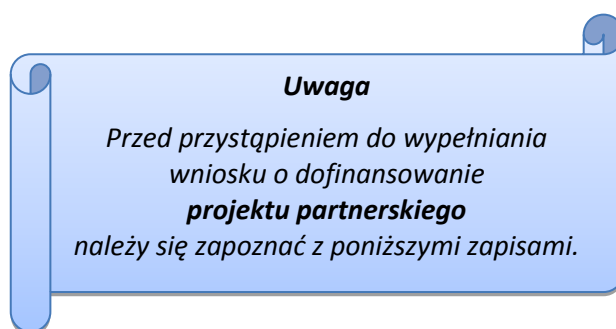 Uwaga
Przed przystąpieniem do wypełniania
wniosku o dofinansowanie
projektu partnerskiego
należy się zapoznać z poniższymi zapisami.